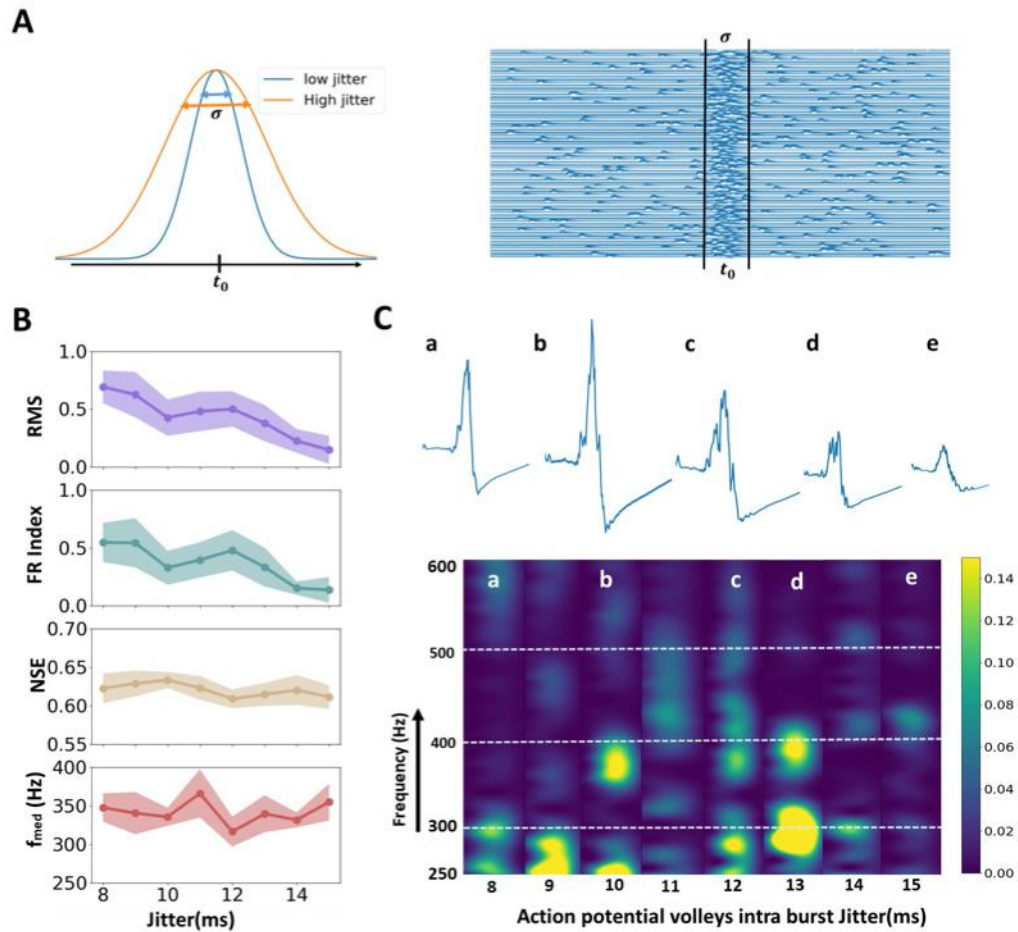 A
low jitter
High jitter
σ
t₀
σ
t₀
B
1.0
0.5
0.0
RMS
1.0
0.5
0.0
FR Index
0.70
0.65
0.60
0.55
NSE
400
350
300
250
fmed (Hz)
8 10 12 14
Jitter(ms)
C
a b c d e
600
500
400
300
250
Frequency (Hz)
a b c d e
8 9 10 11 12 13 14 15
Action potential volleys intra burst Jitter(ms)
0.14
0.12
0.10
0.08
0.06
0.04
0.02
0.00